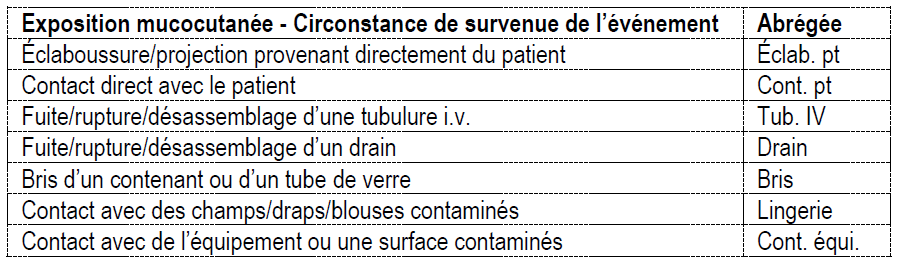 Exposition mucocutanée - Circonstance de survenue de l’événement Abrégée
Éclaboussure/projection provenant directement du patient Éclab. pt
Contact direct avec le patient Cont. pt
Fuite/rupture/désassemblage d’une tubulure i.v. Tub. IV
Fuite/rupture/désassemblage d’un drain Drain
Bris d’un contenant ou d’un tube de verre Bris
Contact avec des champs/draps/blouses contaminés Lingerie
Contact avec de l’équipement ou une surface contaminés Cont. équi.